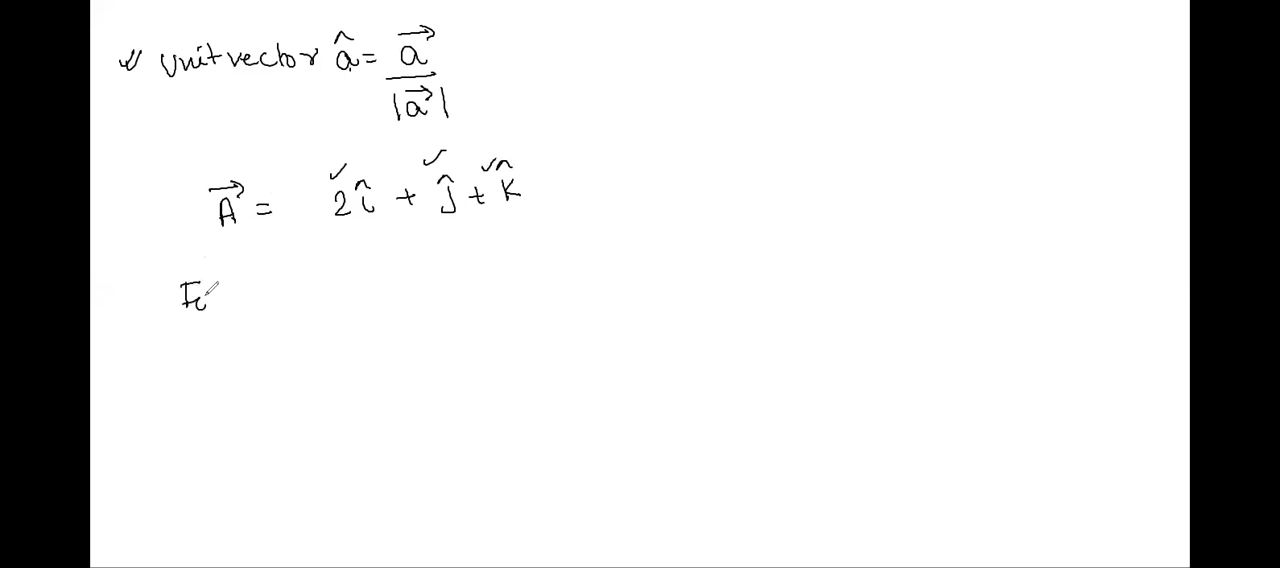 Unit vector â = a⃗ / |a⃗|
A⃗ = 2î + ĵ + k̂